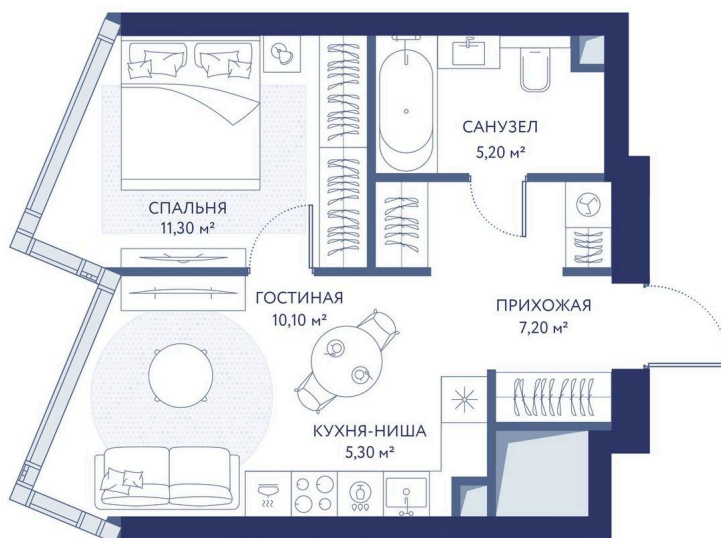 САНУЗЕЛ
5,20 м²
СПАЛЬНЯ
11,30 м²
ГОСТИНАЯ
10,10 м²
ПРИХОЖАЯ
7,20 м²
КУХНЯ-НИША
5,30 м²